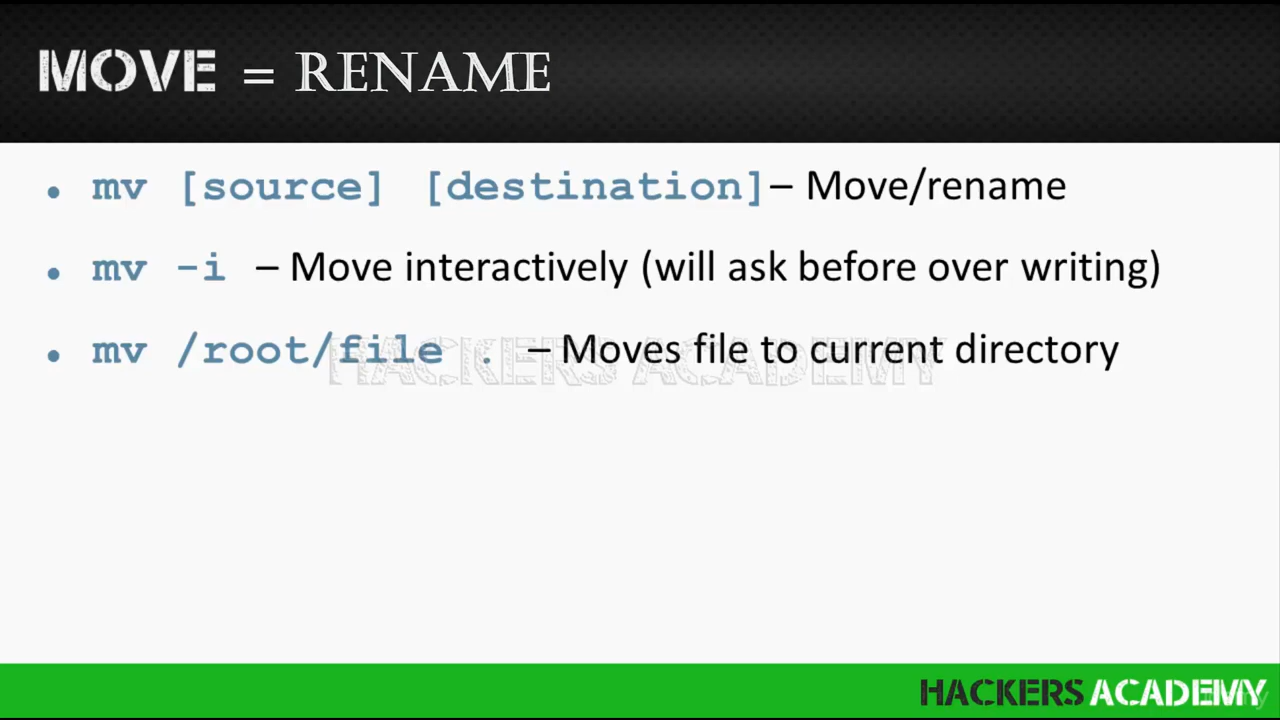 MOVE = RENAME
• mv [source] [destination] – Move/rename
• mv -i – Move interactively (will ask before over writing)
• mv /root/file . – Moves file to current directory
HACKERS ACADEMY
HACKERS ACADEMY